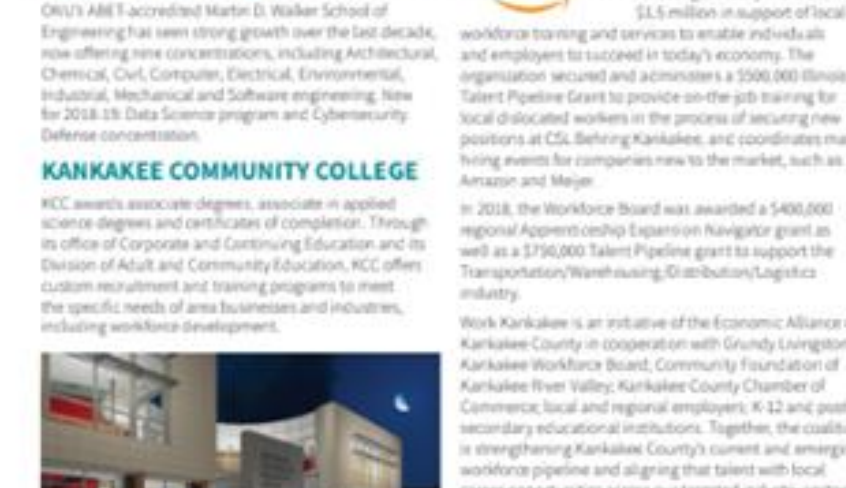 ONU's ABET-accredited Martin D. Walker School of
Engineering has seen strong growth over the last decade,
now offering nine concentrations, including Architectural,
Chemical, Civil, Computer, Electrical, Environmental,
Industrial, Mechanical and Software engineering. New
for 2018-19: Data Science program and Cybersecurity
Defense concentration.
KANKAKEE COMMUNITY COLLEGE
KCC awards associate degrees, associate in applied
science degrees and certificates of completion. Through
its office of Corporate and Continuing Education and its
Division of Adult and Community Education, KCC offers
custom recruitment and training programs to meet
the specific needs of area businesses and industries,
including workforce development.
$1.5 million in support of local
workforce training and services to enable individuals
and employers to succeed in today's economy. The
organization secured and administers a $500,000 Illinois
Talent Pipeline Grant to provide on-the-job training for
local dislocated workers in the process of securing new
positions at CSL Behring Kankakee, and coordinates ma
hiring events for companies new to the market, such as
Amazon and Meijer.
In 2018, the Workforce Board was awarded a $400,000
regional Apprenticeship Expansion Navigator grant as
well as a $750,000 Talent Pipeline grant to support the
Transportation/Warehousing/Distribution/Logistics
industry.
Work Kankakee is an initiative of the Economic Alliance
Kankakee County in cooperation with Grundy Livingston
Kankakee Workforce Board; Community Foundation of
Kankakee River Valley; Kankakee County Chamber of
Commerce; local and regional employers; K-12 and post
secondary educational institutions. Together, the coalit
is strengthening Kankakee County's current and emergi
workforce pipeline and aligning that talent with local